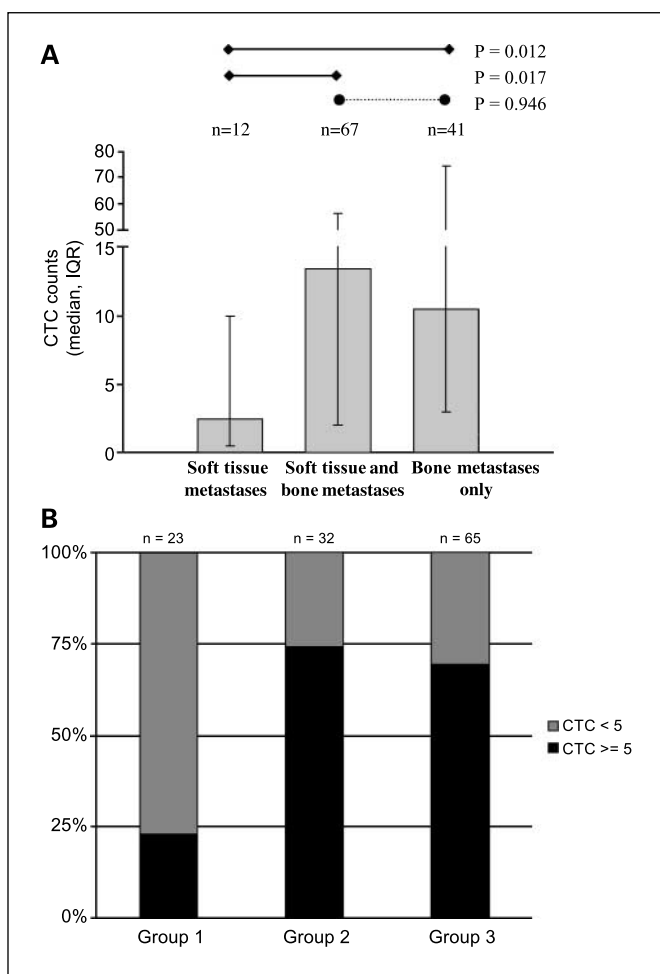 A
P = 0.012
P = 0.017
P = 0.946
n=12 n=67 n=41
80
70
60
50
15
10
5
0
CTC counts
(median, IQR)
Soft tissue
metastases
Soft tissue and
bone metastases
Bone metastases
only
B
n = 23 n = 32 n = 65
100%
75%
50%
25%
0%
CTC < 5
CTC >= 5
Group 1 Group 2 Group 3